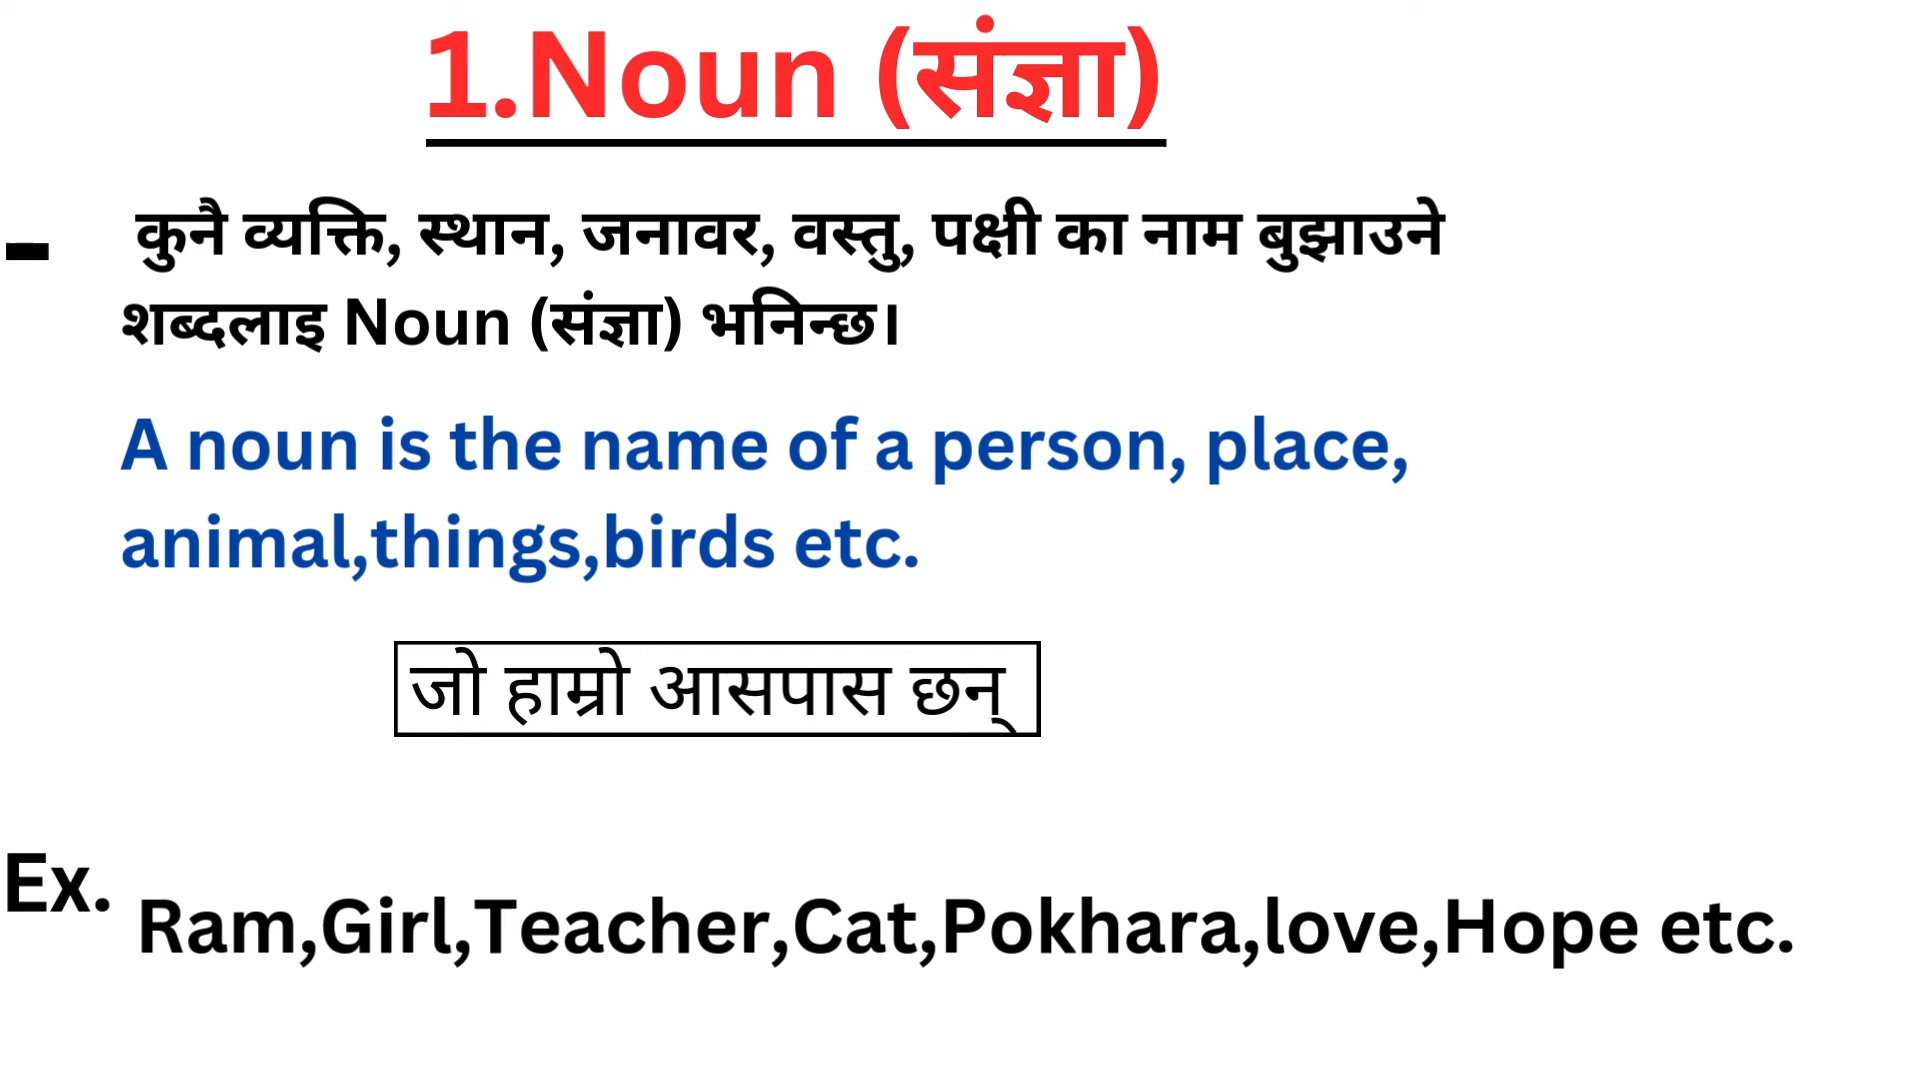 1.Noun (संज्ञा)
- कुनै व्यक्ति, स्थान, जनावर, वस्तु, पक्षी का नाम बुझाउने
शब्दलाइ Noun (संज्ञा) भनिन्छ।
A noun is the name of a person, place,
animal,things,birds etc.
जो हाम्रो आसपास छन्
Ex. Ram,Girl,Teacher,Cat,Pokhara,love,Hope etc.